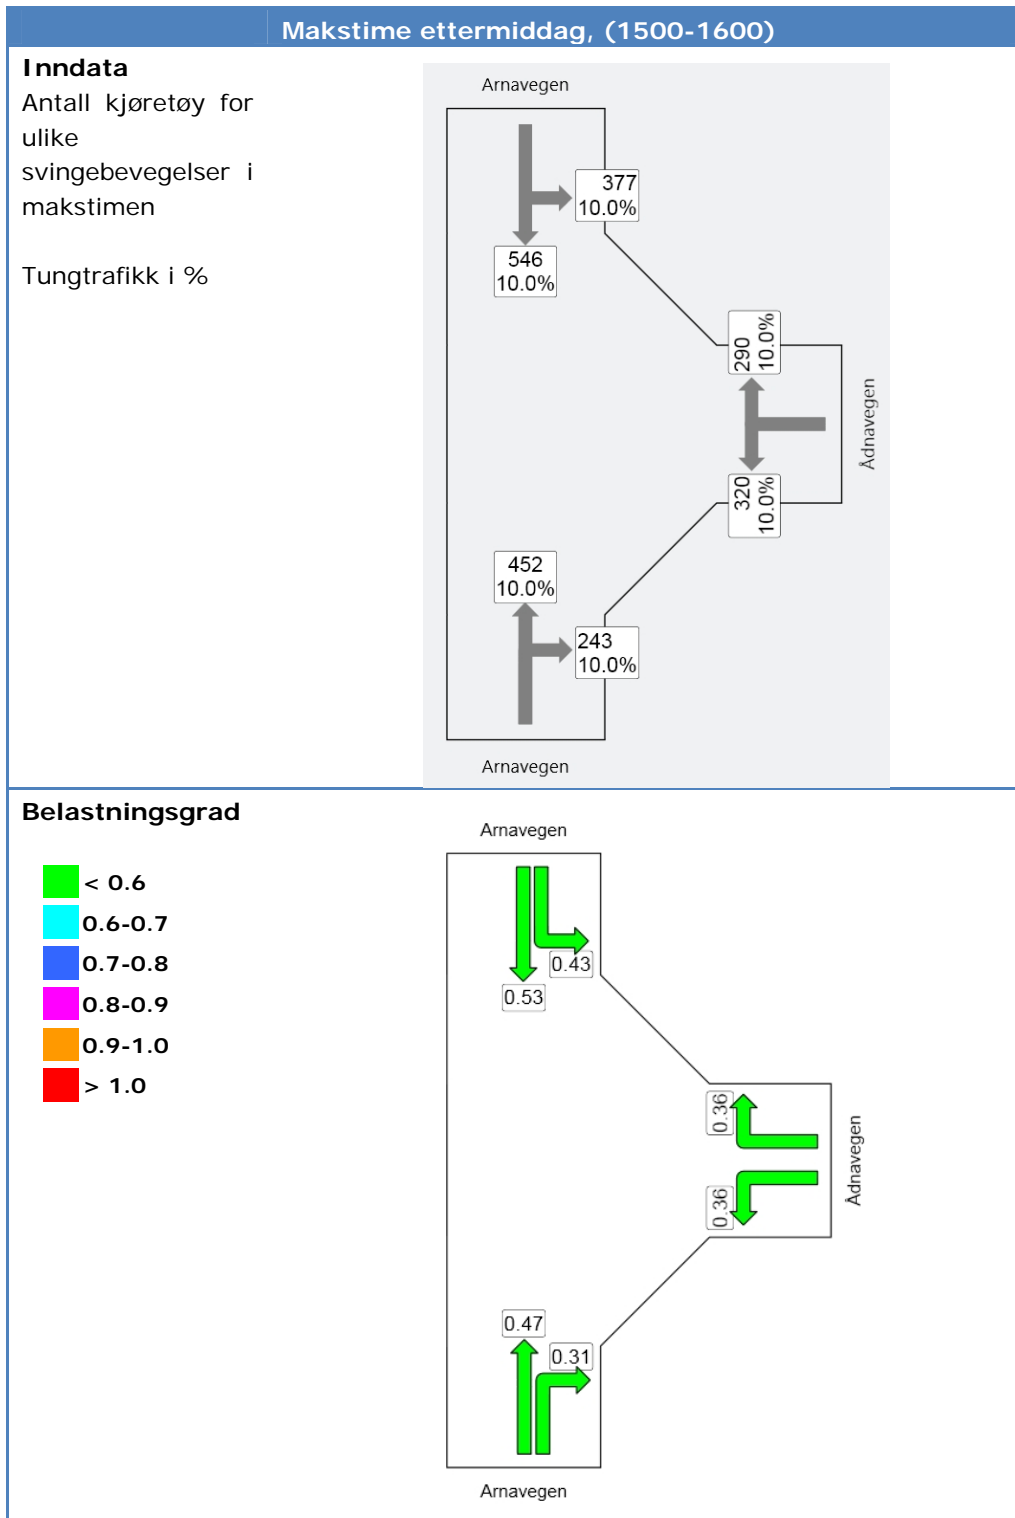 Makstime ettermiddag, (1500-1600)
Inndata
Antall kjøretøy for
ulike
svingebevegelser i
makstimen
Tungtrafikk i %
Arnavegen
377
10.0%
546
10.0%
290
10.0%
Ådnavegen
320
10.0%
452
10.0%
243
10.0%
Arnavegen
Belastningsgrad
< 0.6
0.6-0.7
0.7-0.8
0.8-0.9
0.9-1.0
> 1.0
Arnavegen
0.43
0.53
0.36
Ådnavegen
0.36
0.47
0.31
Arnavegen